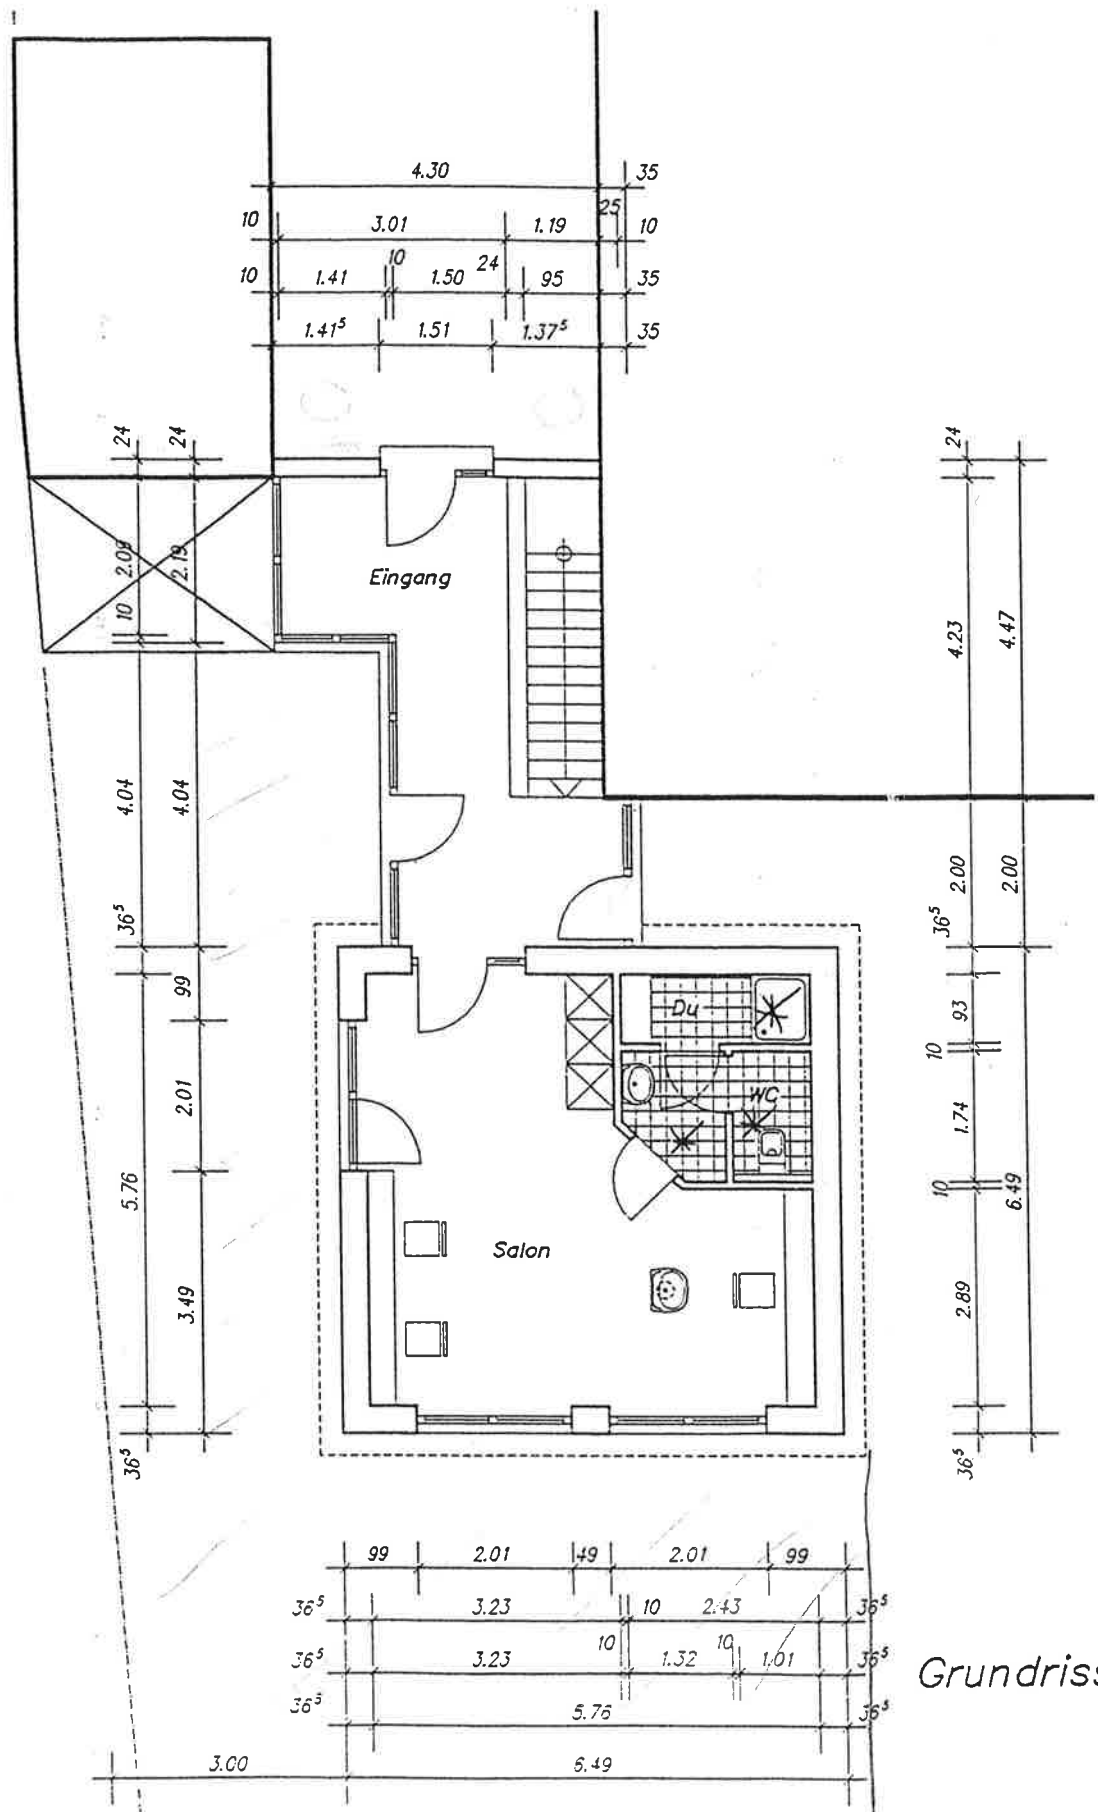 4.30 35
10 3.01 1.19 25 10
10 1.41 10 1.50 24 95 35
1.41⁵ 1.51 1.37⁵ 35
24 24 24
2.09 2.19
10
Eingang
4.23 4.47
4.04 4.04
2.00 2.00
36⁵ 36⁵
99 93
Du
10
2.01
WC
1.74
5.76
10 6.49
Salon
3.49 2.89
36⁵ 36⁵
99 2.01 49 2.01 99
36⁵ 3.23 10 2.43 36⁵
36⁵ 3.23 10 1.32 10 1.01 36⁵
Grundriss
36⁵ 5.76 36⁵
3.00 6.49